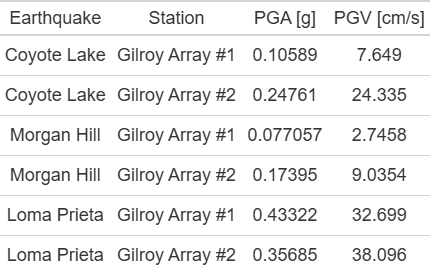 Earthquake Station PGA [g] PGV [cm/s]
Coyote Lake Gilroy Array #1 0.10589 7.649
Coyote Lake Gilroy Array #2 0.24761 24.335
Morgan Hill Gilroy Array #1 0.077057 2.7458
Morgan Hill Gilroy Array #2 0.17395 9.0354
Loma Prieta Gilroy Array #1 0.43322 32.699
Loma Prieta Gilroy Array #2 0.35685 38.096